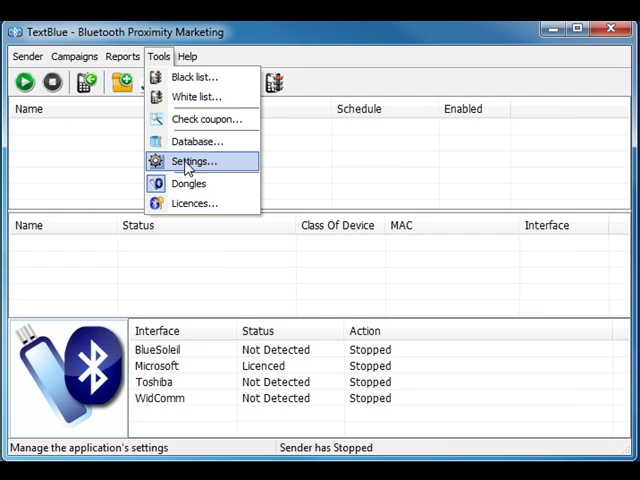 TextBlue - Bluetooth Proximity Marketing
Sender Campaigns Reports Tools Help
Black list...
White list...
Check coupon...
Database...
Settings...
Dongles
Licences...
Name Schedule Enabled
Name Status Class Of Device MAC Interface
Interface Status Action
BlueSoleil Not Detected Stopped
Microsoft Licenced Stopped
Toshiba Not Detected Stopped
WidComm Not Detected Stopped
Manage the application's settings Sender has Stopped